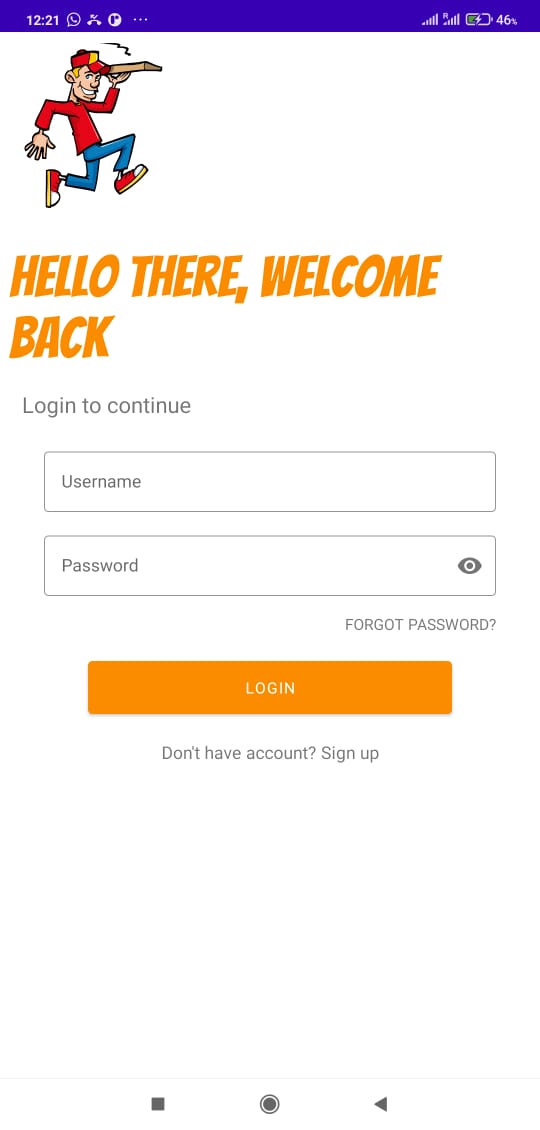 12:21 ... R 46%
HELLO THERE, WELCOME
BACK
Login to continue
Username
Password
FORGOT PASSWORD?
LOGIN
Don't have account? Sign up